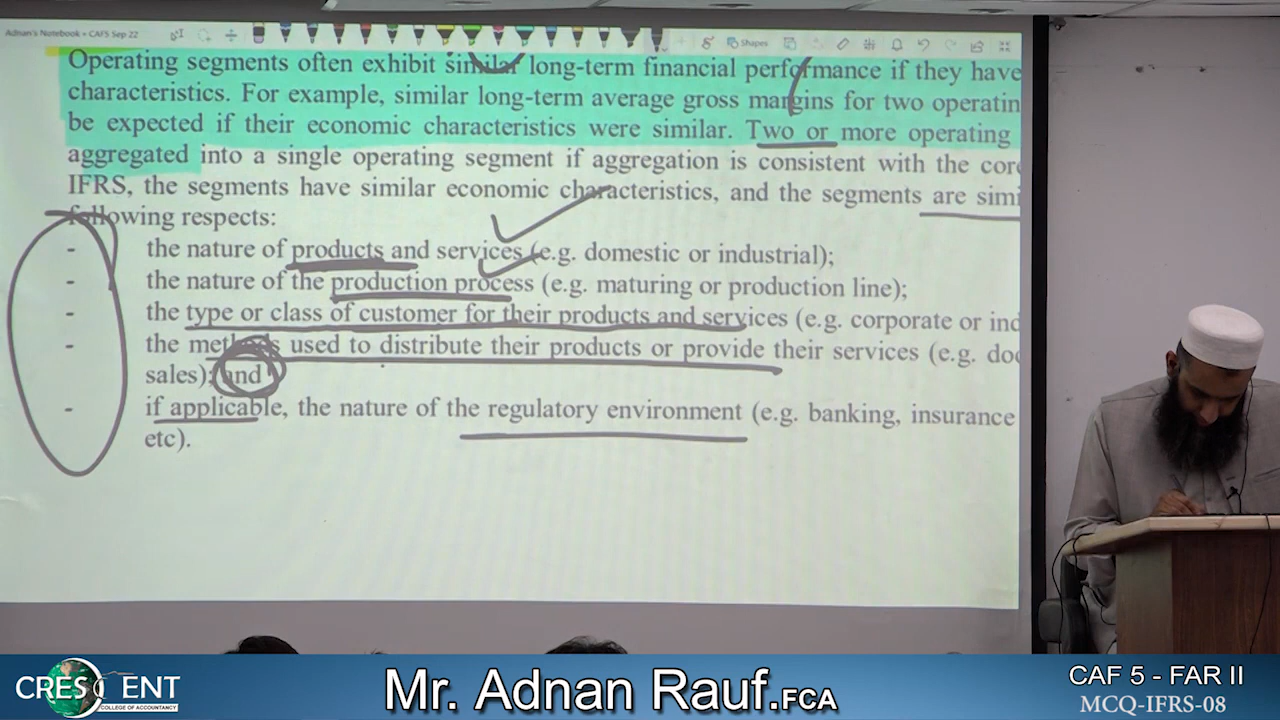 Adnan's Notebook • CAF5 Sep 22
Shapes
Operating segments often exhibit similar long-term financial performance if they have
characteristics. For example, similar long-term average gross margins for two operatin
be expected if their economic characteristics were similar. Two or more operating
aggregated into a single operating segment if aggregation is consistent with the core
IFRS, the segments have similar economic characteristics, and the segments are simi
following respects:
- the nature of products and services (e.g. domestic or industrial);
- the nature of the production process (e.g. maturing or production line);
- the type or class of customer for their products and services (e.g. corporate or ind
- the methods used to distribute their products or provide their services (e.g. doo
sales); and
- if applicable, the nature of the regulatory environment (e.g. banking, insurance
etc).
CRESCENT
COLLEGE OF ACCOUNTANCY
Mr. Adnan Rauf.FCA
CAF 5 - FAR II
MCQ-IFRS-08